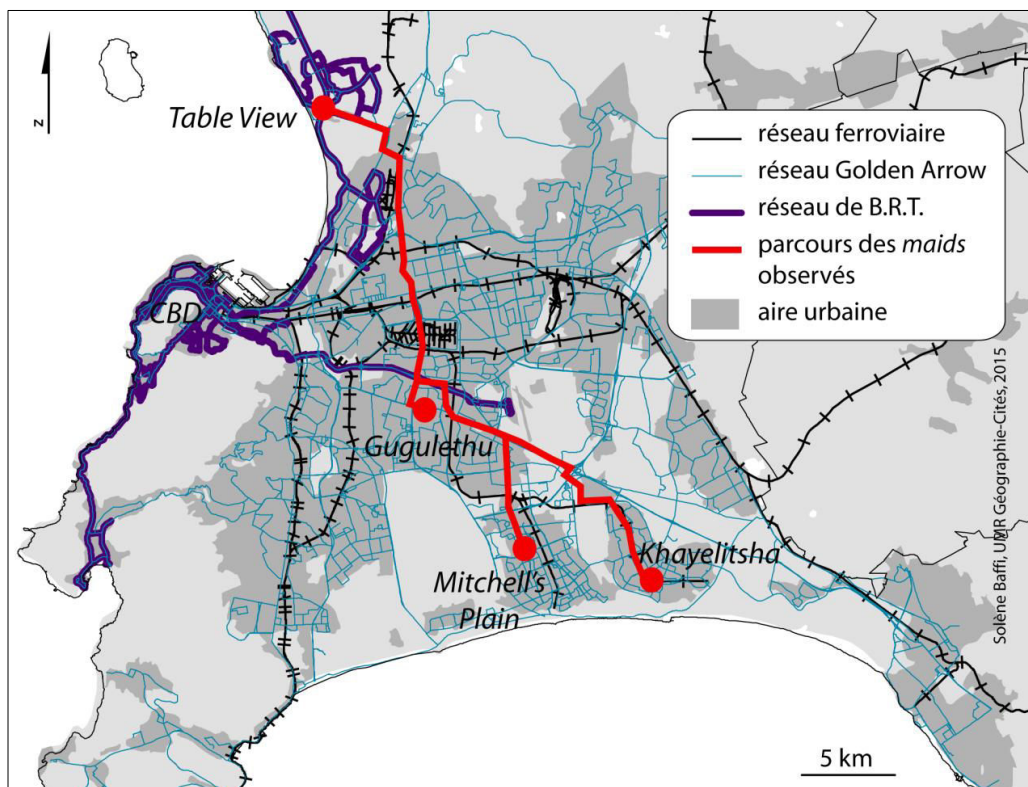 z
Table View
réseau ferroviaire
réseau Golden Arrow
réseau de B.R.T.
parcours des maids
observés
aire urbaine
CBD
Gugulethu
Mitchell's
Plain
Khayelitsha
Solène Baffi, UMR Géographie-Cités, 2015
5 km